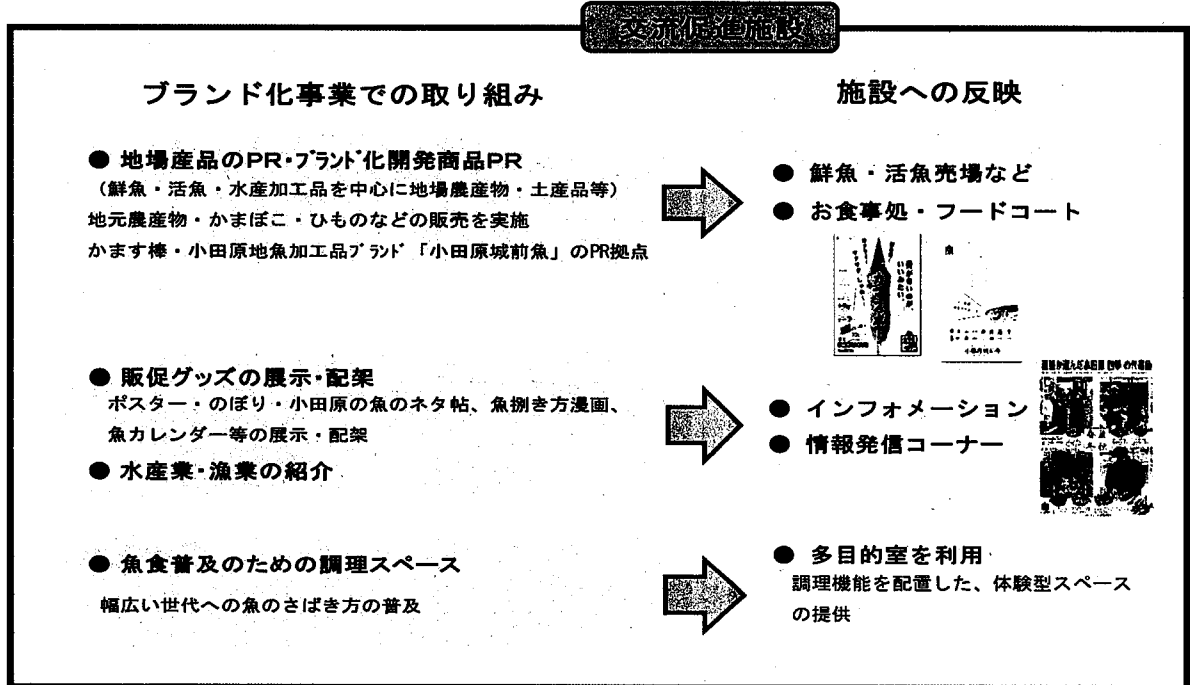 交流促進施設
ブランド化事業での取り組み
施設への反映
● 地場産品のPR・ブランド化開発商品PR
（鮮魚・活魚・水産加工品を中心に地場農産物・土産品等）
地元農産物・かまぼこ・ひものなどの販売を実施
かます棒・小田原地魚加工品ブランド「小田原城前魚」のPR拠点
● 鮮魚・活魚売場など
● お食事処・フードコート
● 販促グッズの展示・配架
ポスター・のぼり・小田原の魚のネタ帖、魚捌き方漫画、
魚カレンダー等の展示・配架
● 水産業・漁業の紹介
● インフォメーション
● 情報発信コーナー
● 魚食普及のための調理スペース
幅広い世代への魚のさばき方の普及
● 多目的室を利用
調理機能を配置した、体験型スペース
の提供